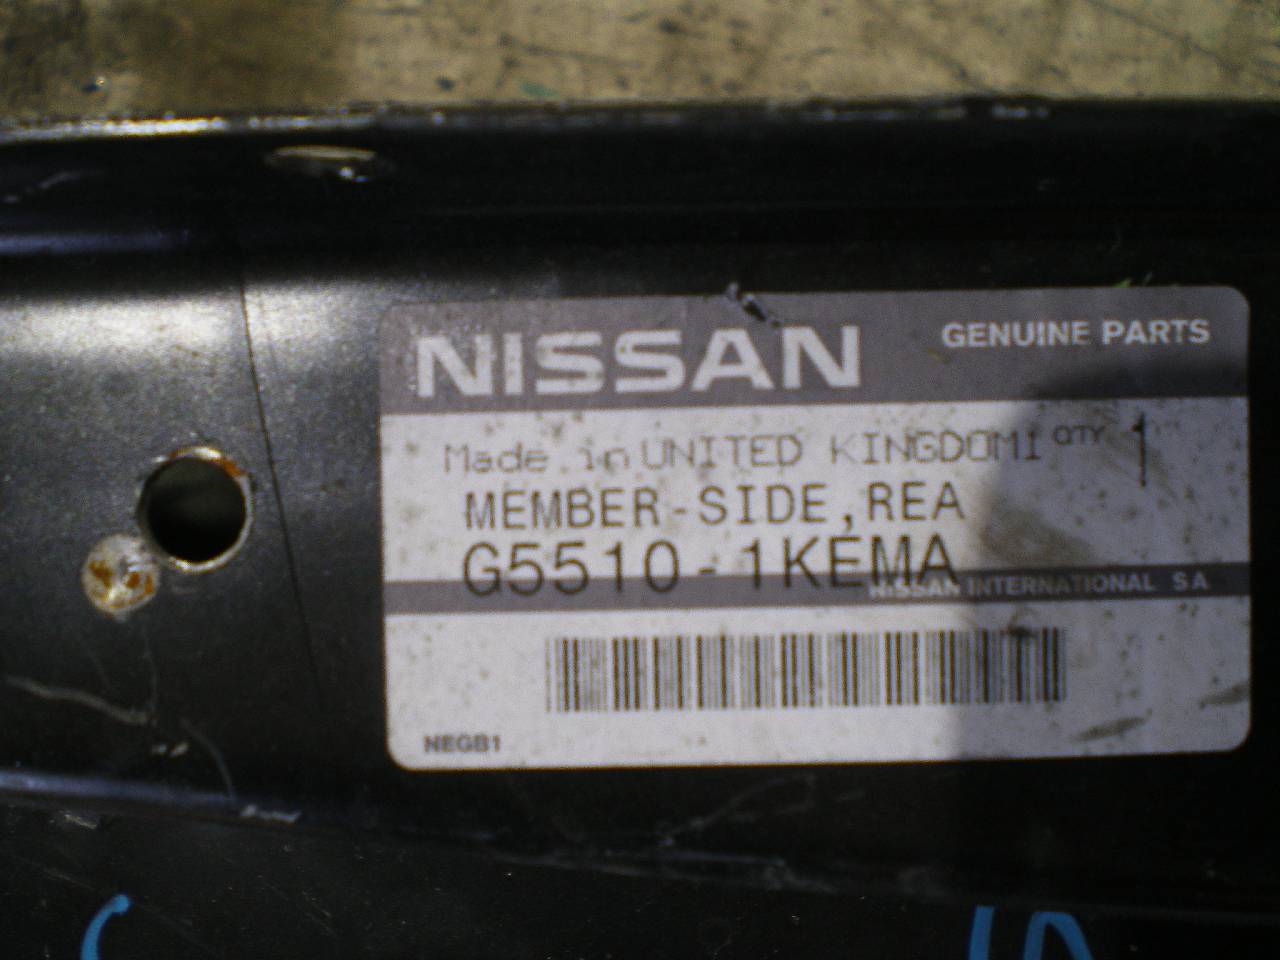 NISSAN GENUINE PARTS
Made in UNITED KINGDOM1 QTY 1
MEMBER-SIDE,REA
G5510-1KEMA
NISSAN INTERNATIONAL SA
NEGB1